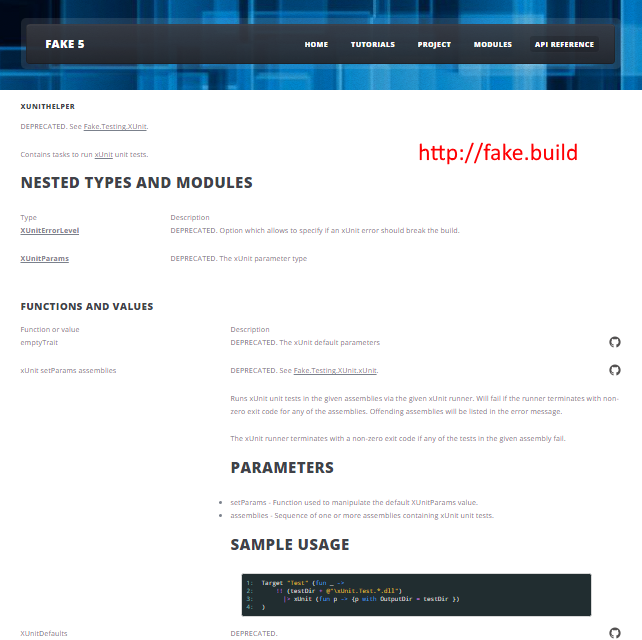 FAKE 5
HOME TUTORIALS PROJECT MODULES API REFERENCE
XUNITHELPER
DEPRECATED. See Fake.Testing.XUnit.
http://fake.build
Contains tasks to run xUnit unit tests.
NESTED TYPES AND MODULES
Type Description
XUnitErrorLevel DEPRECATED. Option which allows to specify if an xUnit error should break the build.
XUnitParams DEPRECATED. The xUnit parameter type
FUNCTIONS AND VALUES
Function or value Description
emptyTrait DEPRECATED. The xUnit default parameters
xUnit setParams assemblies DEPRECATED. See Fake.Testing.XUnit.xUnit.
Runs xUnit unit tests in the given assemblies via the given xUnit runner. Will fail if the runner terminates with non-
zero exit code for any of the assemblies. Offending assemblies will be listed in the error message.
The xUnit runner terminates with a non-zero exit code if any of the tests in the given assembly fail.
PARAMETERS
• setParams - Function used to manipulate the default XUnitParams value.
• assemblies - Sequence of one or more assemblies containing xUnit unit tests.
SAMPLE USAGE
1: Target "Test" (fun _ ->
2: !! (testDir + @"\xUnit.Test.*.dll")
3: |> xUnit (fun p -> {p with OutputDir = testDir })
4: )
XUnitDefaults DEPRECATED.